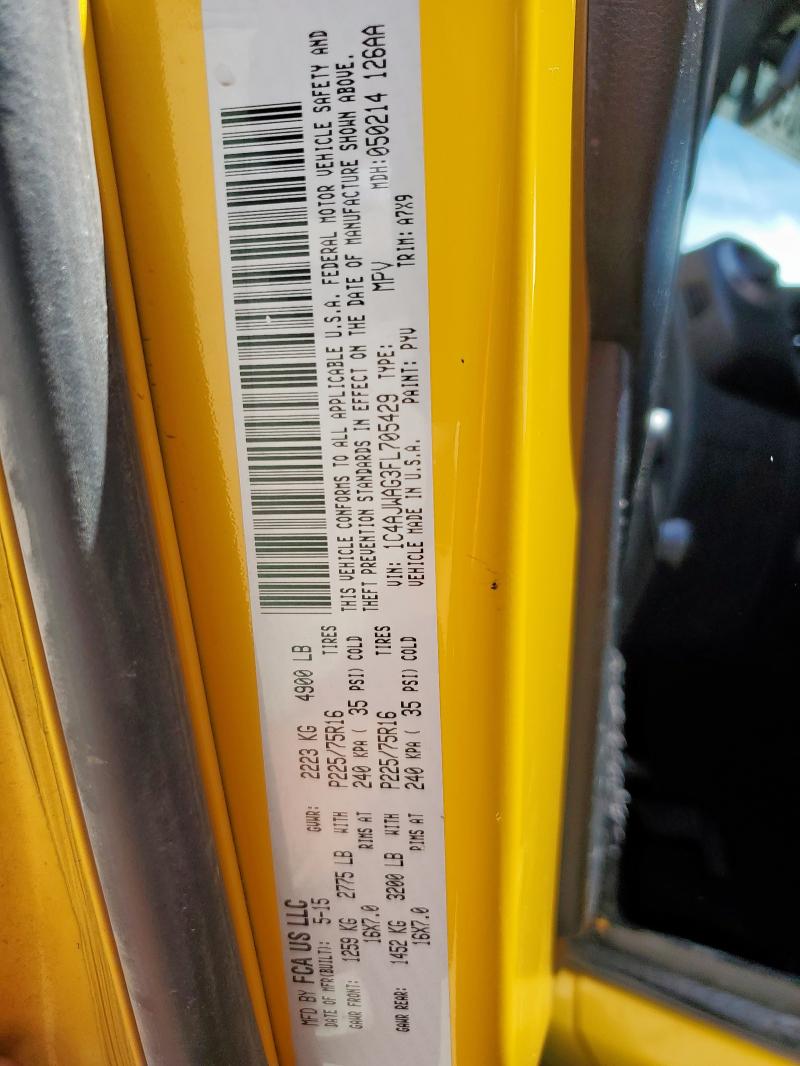 MFD BY FCA US LLC
DATE OF MFR(BUILT): 5-15 GVWR: 2223 KG 4900 LB
GAWR FRONT: 1259 KG 2775 LB WITH P225/75R16 TIRES
16X7.0 RIMS AT 240 KPA ( 35 PSI) COLD
GAWR REAR: 1452 KG 3200 LB WITH P225/75R16 TIRES
16X7.0 RIMS AT 240 KPA ( 35 PSI) COLD
THIS VEHICLE CONFORMS TO ALL APPLICABLE U.S.A. FEDERAL MOTOR VEHICLE SAFETY AND
THEFT PREVENTION STANDARDS IN EFFECT ON THE DATE OF MANUFACTURE SHOWN ABOVE.
VIN: 1C4AJWAG3FL705429 TYPE: MPV MDH:050214 126AA
VEHICLE MADE IN U.S.A. PAINT: PYV TRIM: A7X9